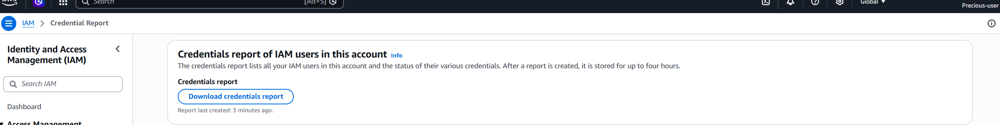 aws
Search
[Alt+S]
Global
Precious-user
IAM
Credential Report
Identity and Access
Management (IAM)
Search IAM
Dashboard
Access Management
Credentials report of IAM users in this account Info
The credentials report lists all your IAM users in this account and the status of their various credentials. After a report is created, it is stored for up to four hours.
Credentials report
Download credentials report
Report last created: 3 minutes ago.